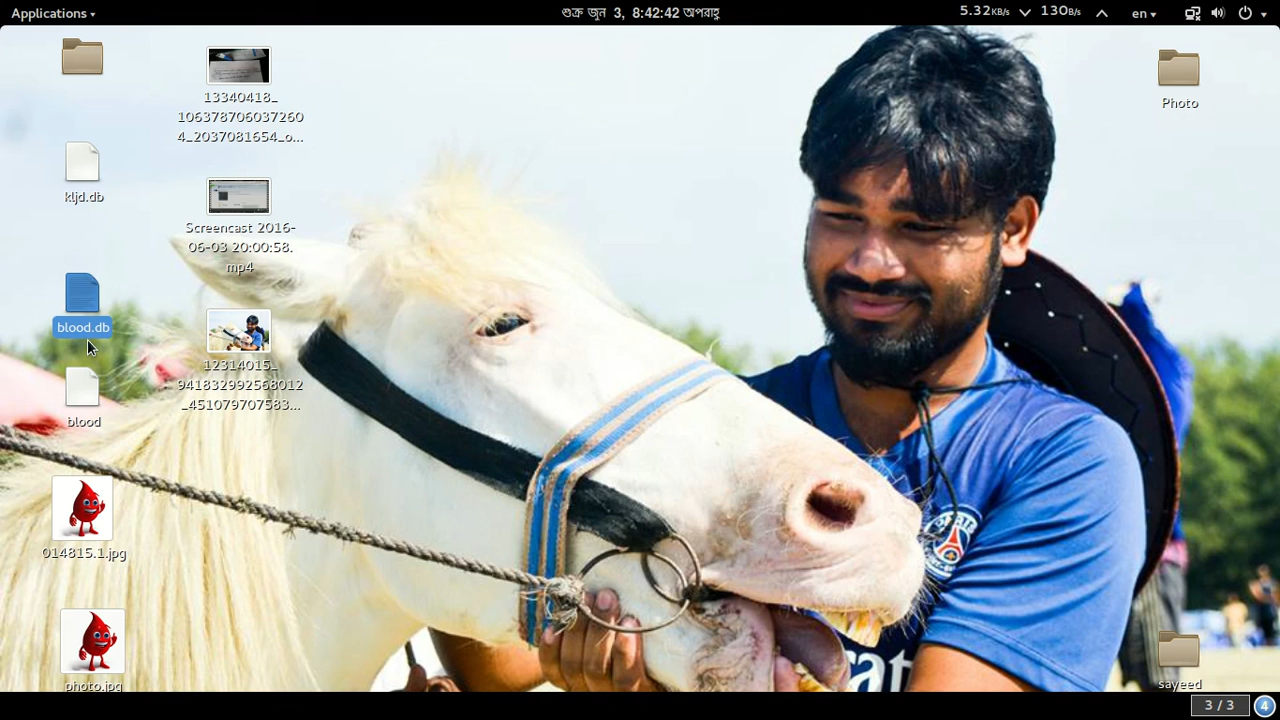 Applications
শুক্র জুন 3, 8:42:42 অপরাহ্ণ
5.32KB/s 130B/s en
kljd.db
blood.db
blood
014815.1.jpg
photo.jpg
13340418_
106378706037260
4_2037081654_o...
Screencast 2016-
06-03 20:00:58.
mp4
12314015_
941832992568012
_451079707583...
Photo
PARIS
sayeed
3 / 3 4